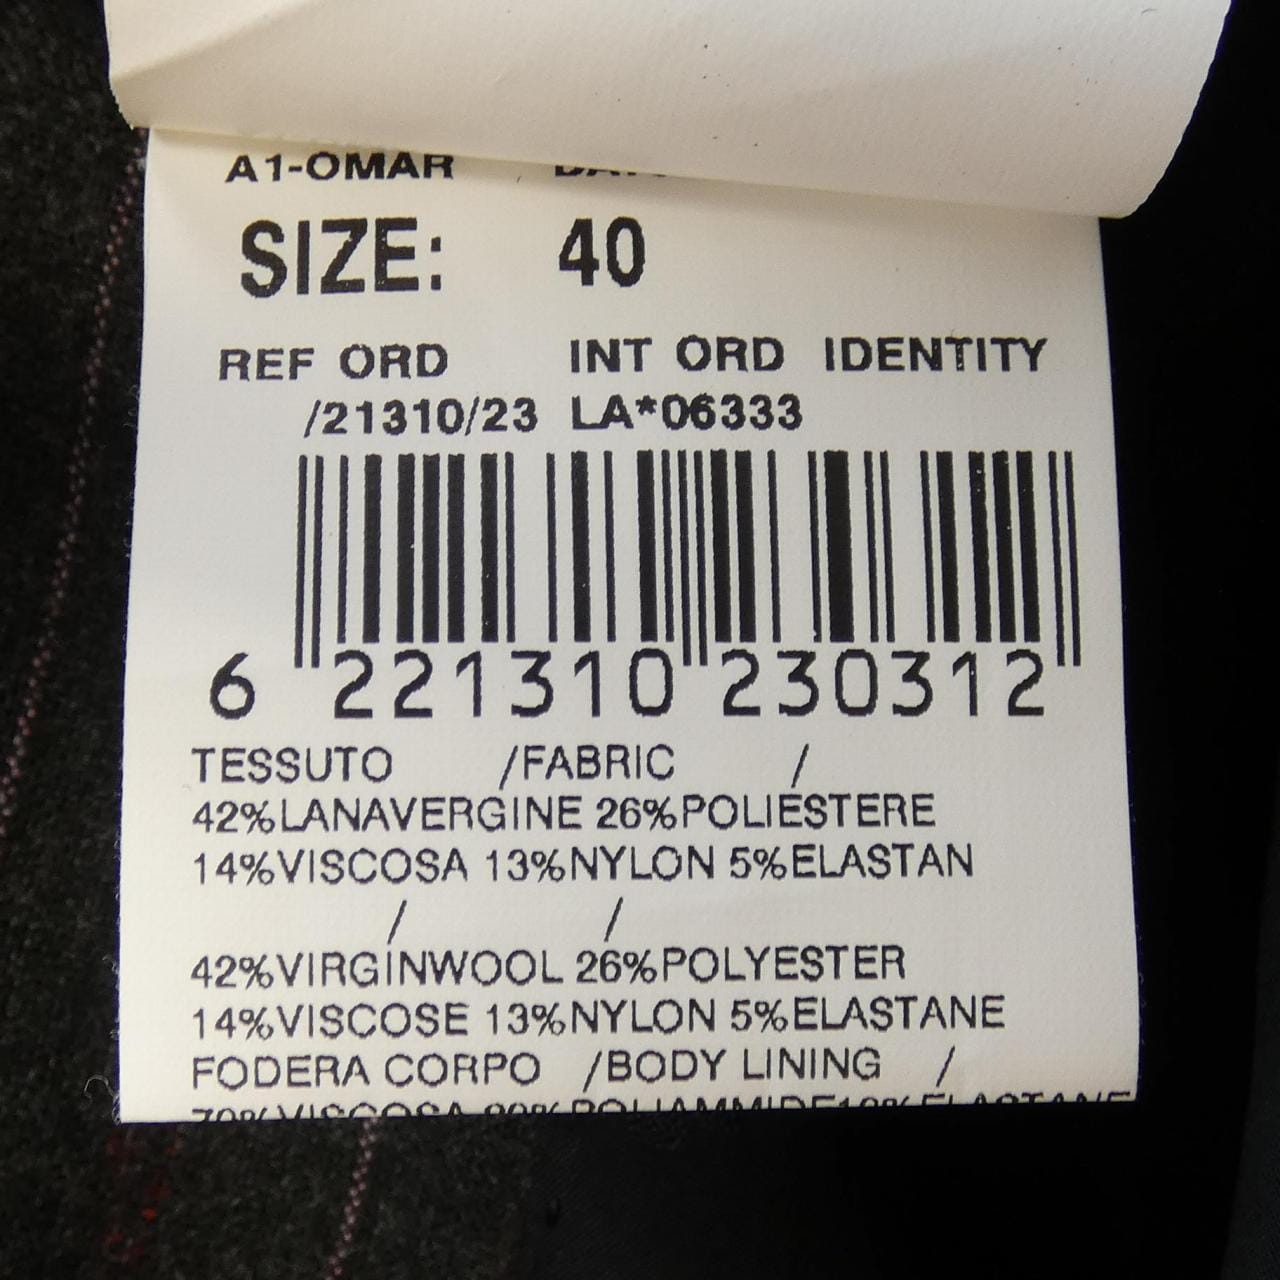 A1-OMAR
SIZE: 40
REF ORD INT ORD IDENTITY
/21310/23 LA*06333
6 221310 230312
TESSUTO /FABRIC /
42%LANAVERGINE 26%POLIESTERE
14%VISCOSA 13%NYLON 5%ELASTAN
/ /
42%VIRGINWOOL 26%POLYESTER
14%VISCOSE 13%NYLON 5%ELASTANE
FODERA CORPO /BODY LINING /